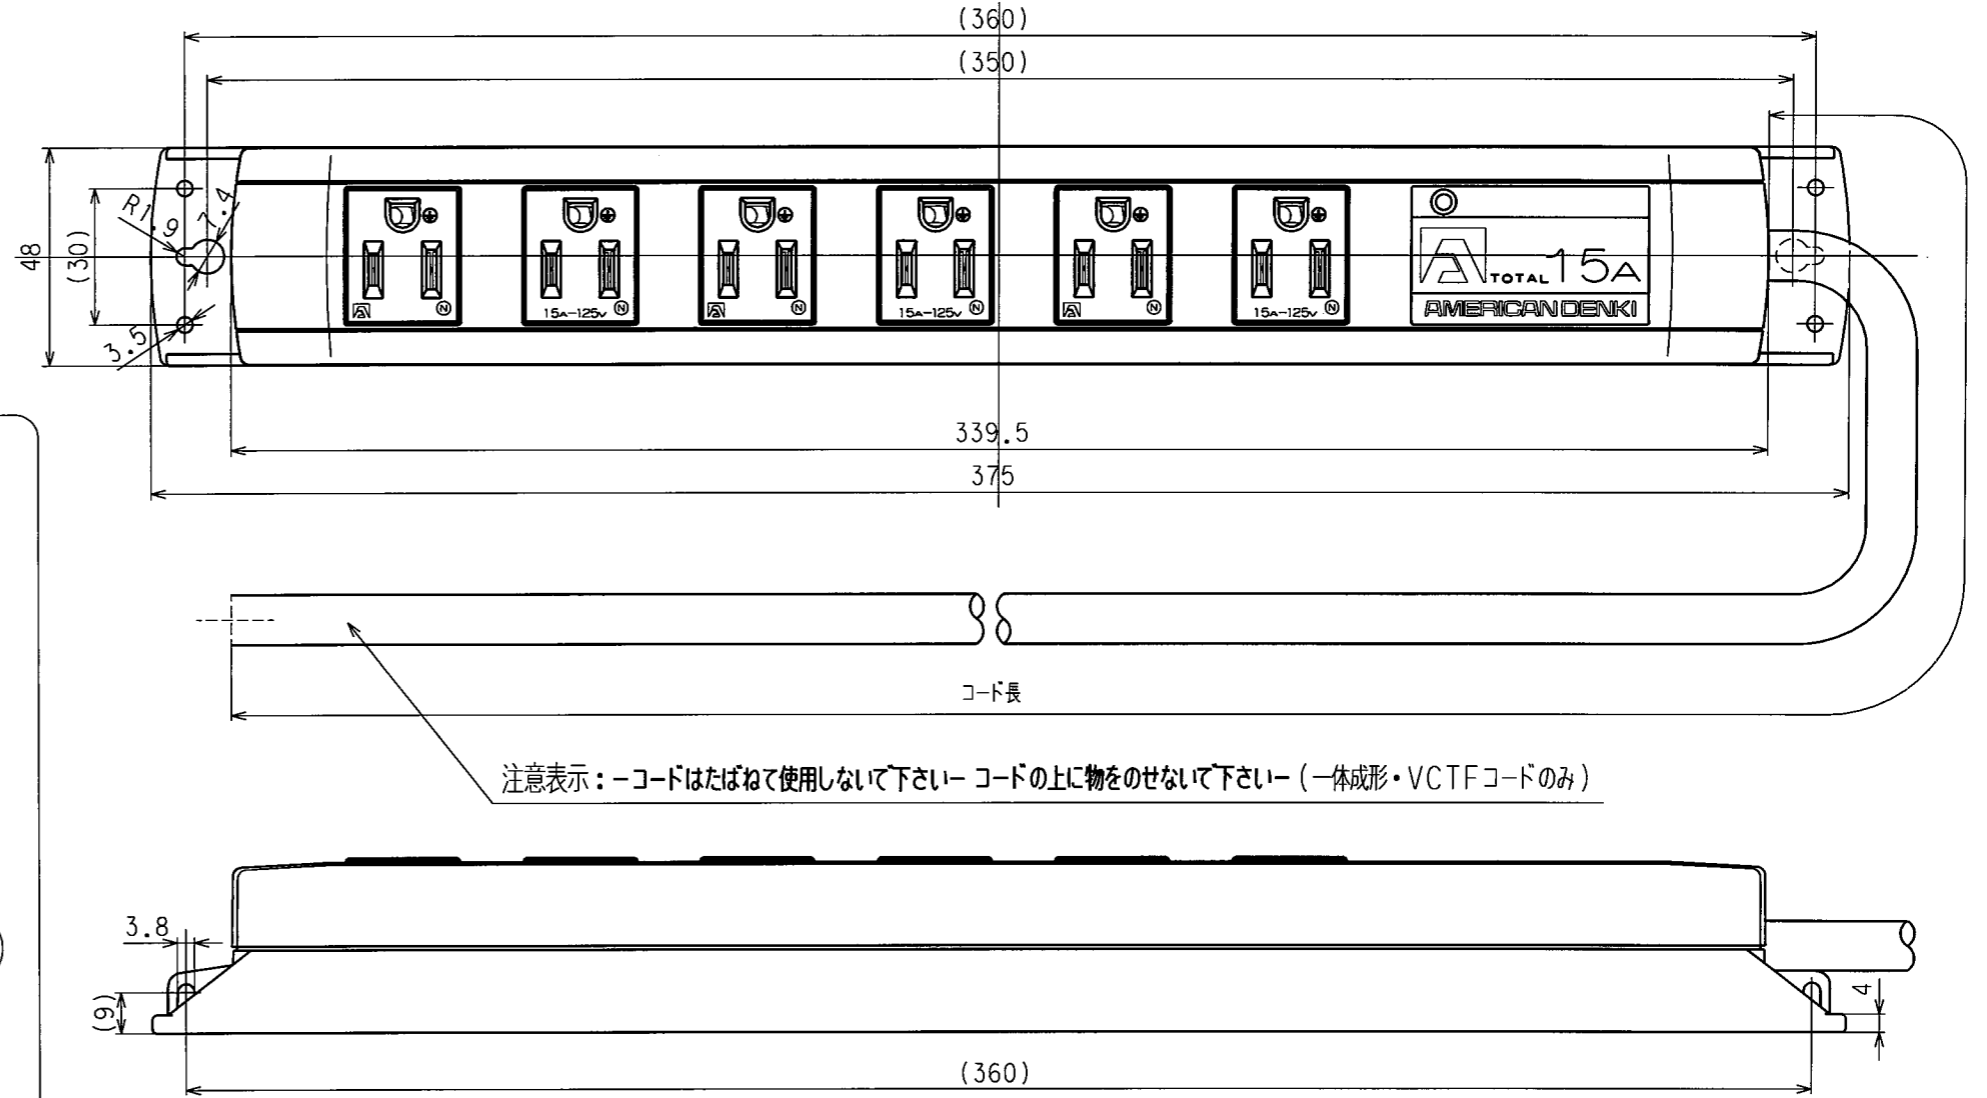 (360)
(350)
R1.9
7.4
48
(30)
3.5
N
15A-125V N
N
15A-125V N
N
15A-125V N
TOTAL 15A
AMERICAN DENKI
339.5
375
コード長
注意表示：ーコードはたばねて使用しないで下さいー コードの上に物をのせないで下さいー（一体成形・VCTFコードのみ）
3.8
(9)
4
(360)